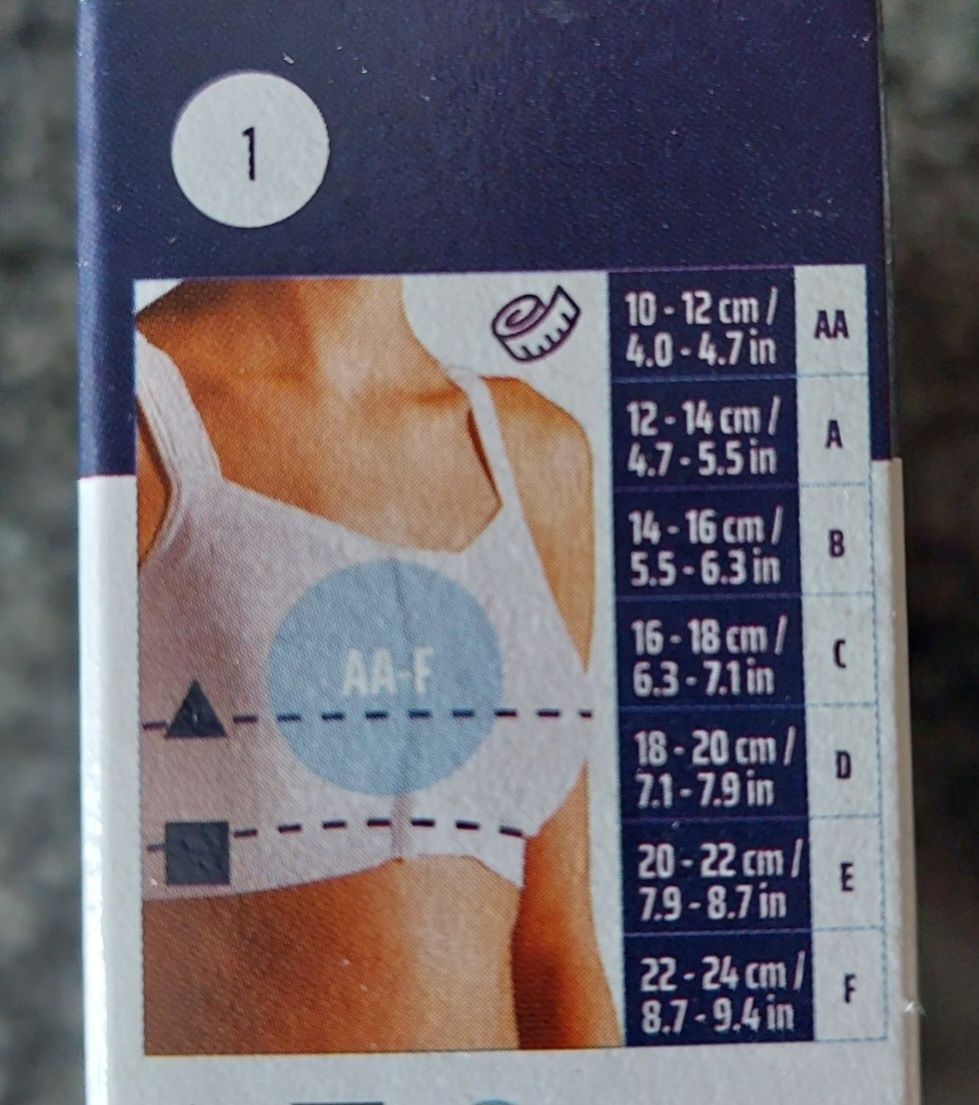 1
10 - 12 cm /
4.0 - 4.7 in
AA
12 - 14 cm /
4.7 - 5.5 in
A
14 - 16 cm /
5.5 - 6.3 in
B
16 - 18 cm /
6.3 - 7.1 in
C
AA-F
18 - 20 cm /
7.1 - 7.9 in
D
20 - 22 cm /
7.9 - 8.7 in
E
22 - 24 cm /
8.7 - 9.4 in
F